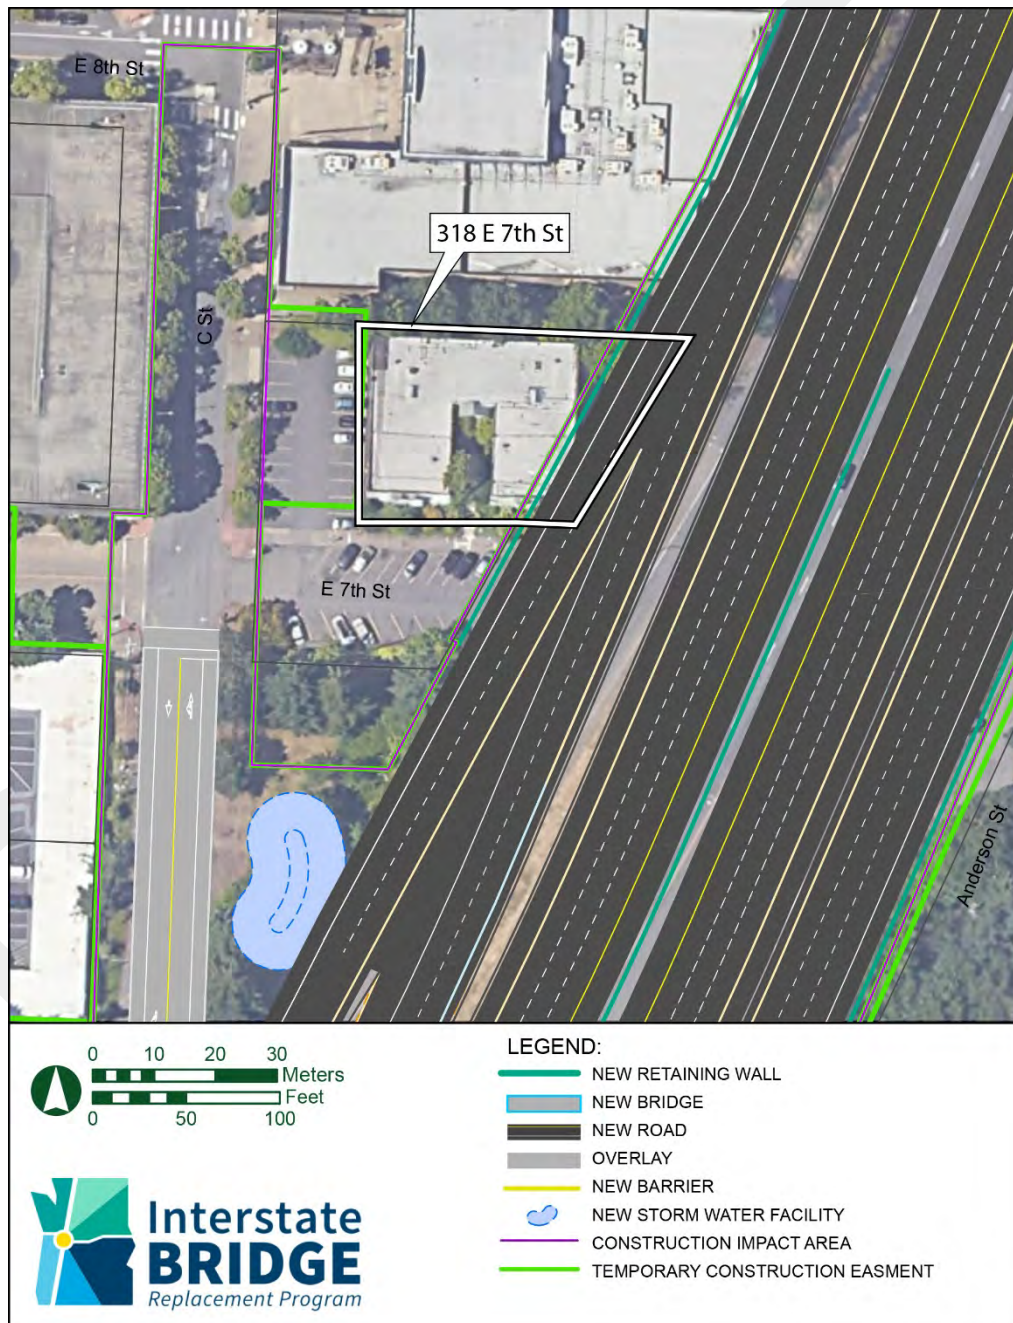 E 8th St
318 E 7th St
C St
E 7th St
Anderson St
0 10 20 30
Meters
Feet
0 50 100
LEGEND:
NEW RETAINING WALL
NEW BRIDGE
NEW ROAD
OVERLAY
NEW BARRIER
NEW STORM WATER FACILITY
CONSTRUCTION IMPACT AREA
TEMPORARY CONSTRUCTION EASMENT
Interstate
BRIDGE
Replacement Program